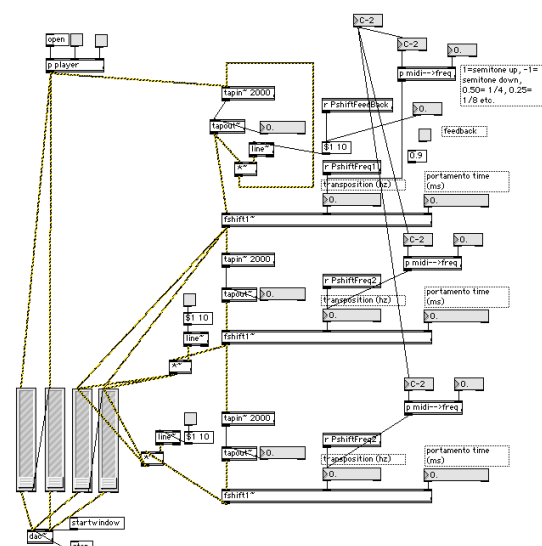 C-2
open
C-2
0.
p player
p midi-->freq
1=semitone up, -1=
semitone down,
0.50= 1/4, 0.25=
1/8 etc.
tapin~ 2000
r PshiftFeedBack
0.
tapout~
0.
feedback
line~
$1 10
0.9
*~
r PshiftFreq1
transposition (hz)
portamento time
(ms)
0.
0.
fshift1~
C-2
0.
tapin~ 2000
p midi-->freq
r PshiftFreq2
tapout~
0.
transposition (hz)
portamento time
(ms)
$1 10
0.
0.
line~
fshift1~
*~
C-2
0.
p midi-->freq
tapin~ 2000
line~
$1 10
r PshiftFreq2
tapout~
0.
transposition (hz)
portamento time
(ms)
*~
0.
0.
fshift1~
startwindow
dac~
stop